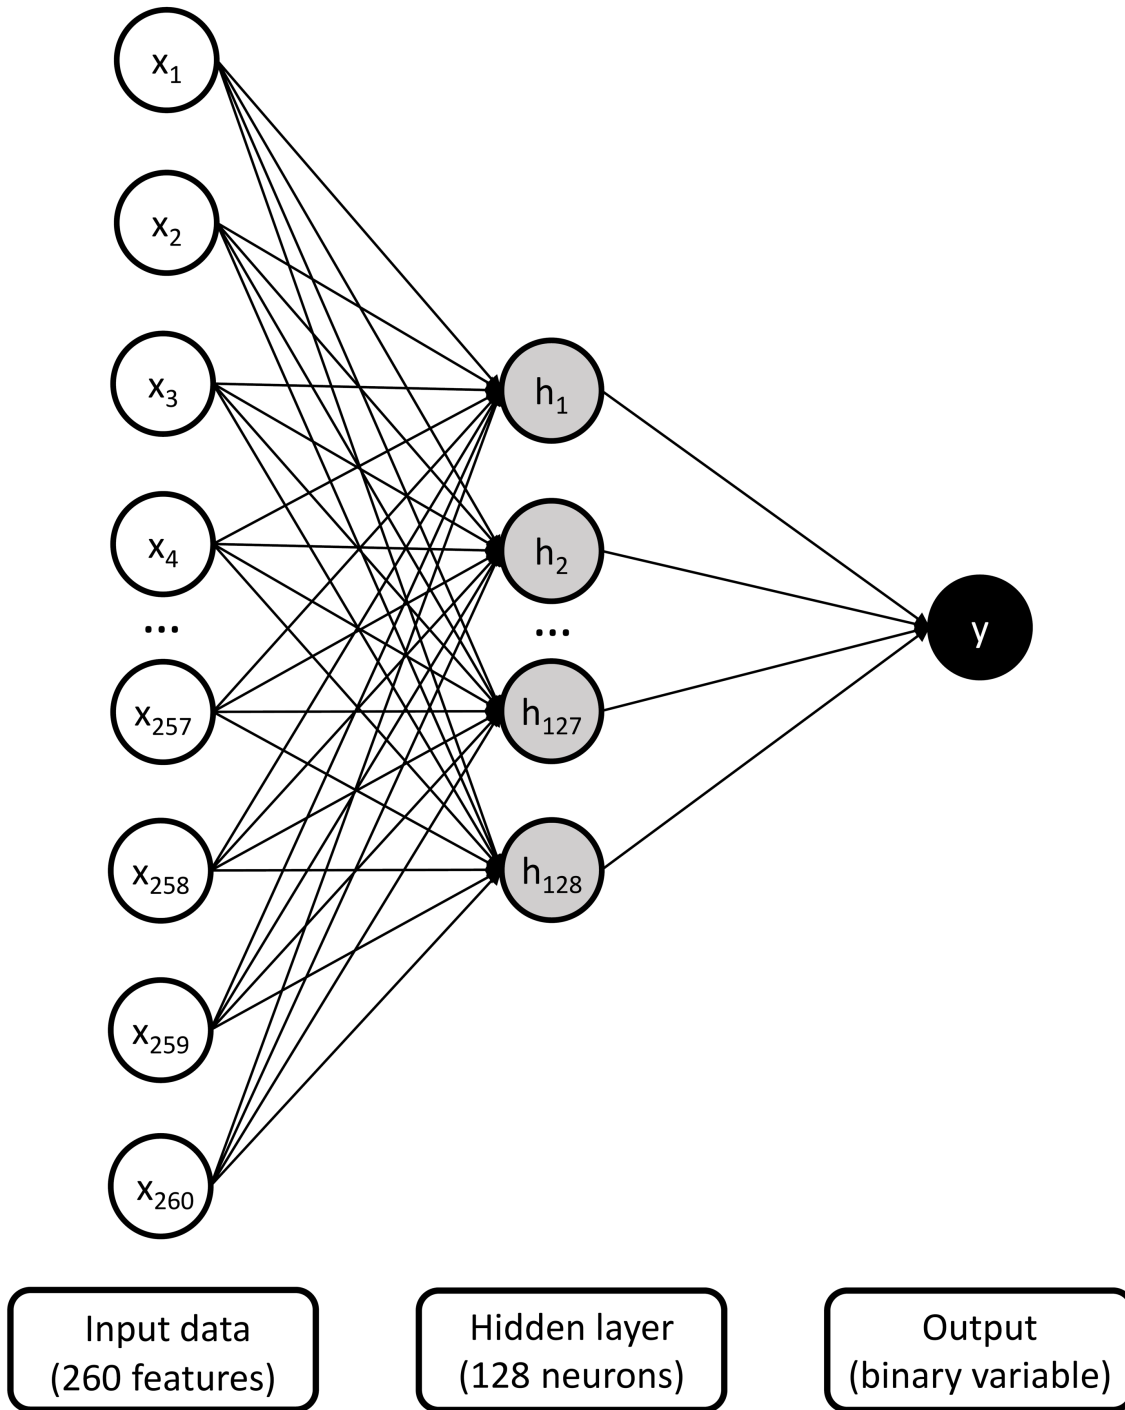 x1
x2
x3
x4
...
x257
x258
x259
x260
h1
h2
...
h127
h128
y
Input data
(260 features)
Hidden layer
(128 neurons)
Output
(binary variable)